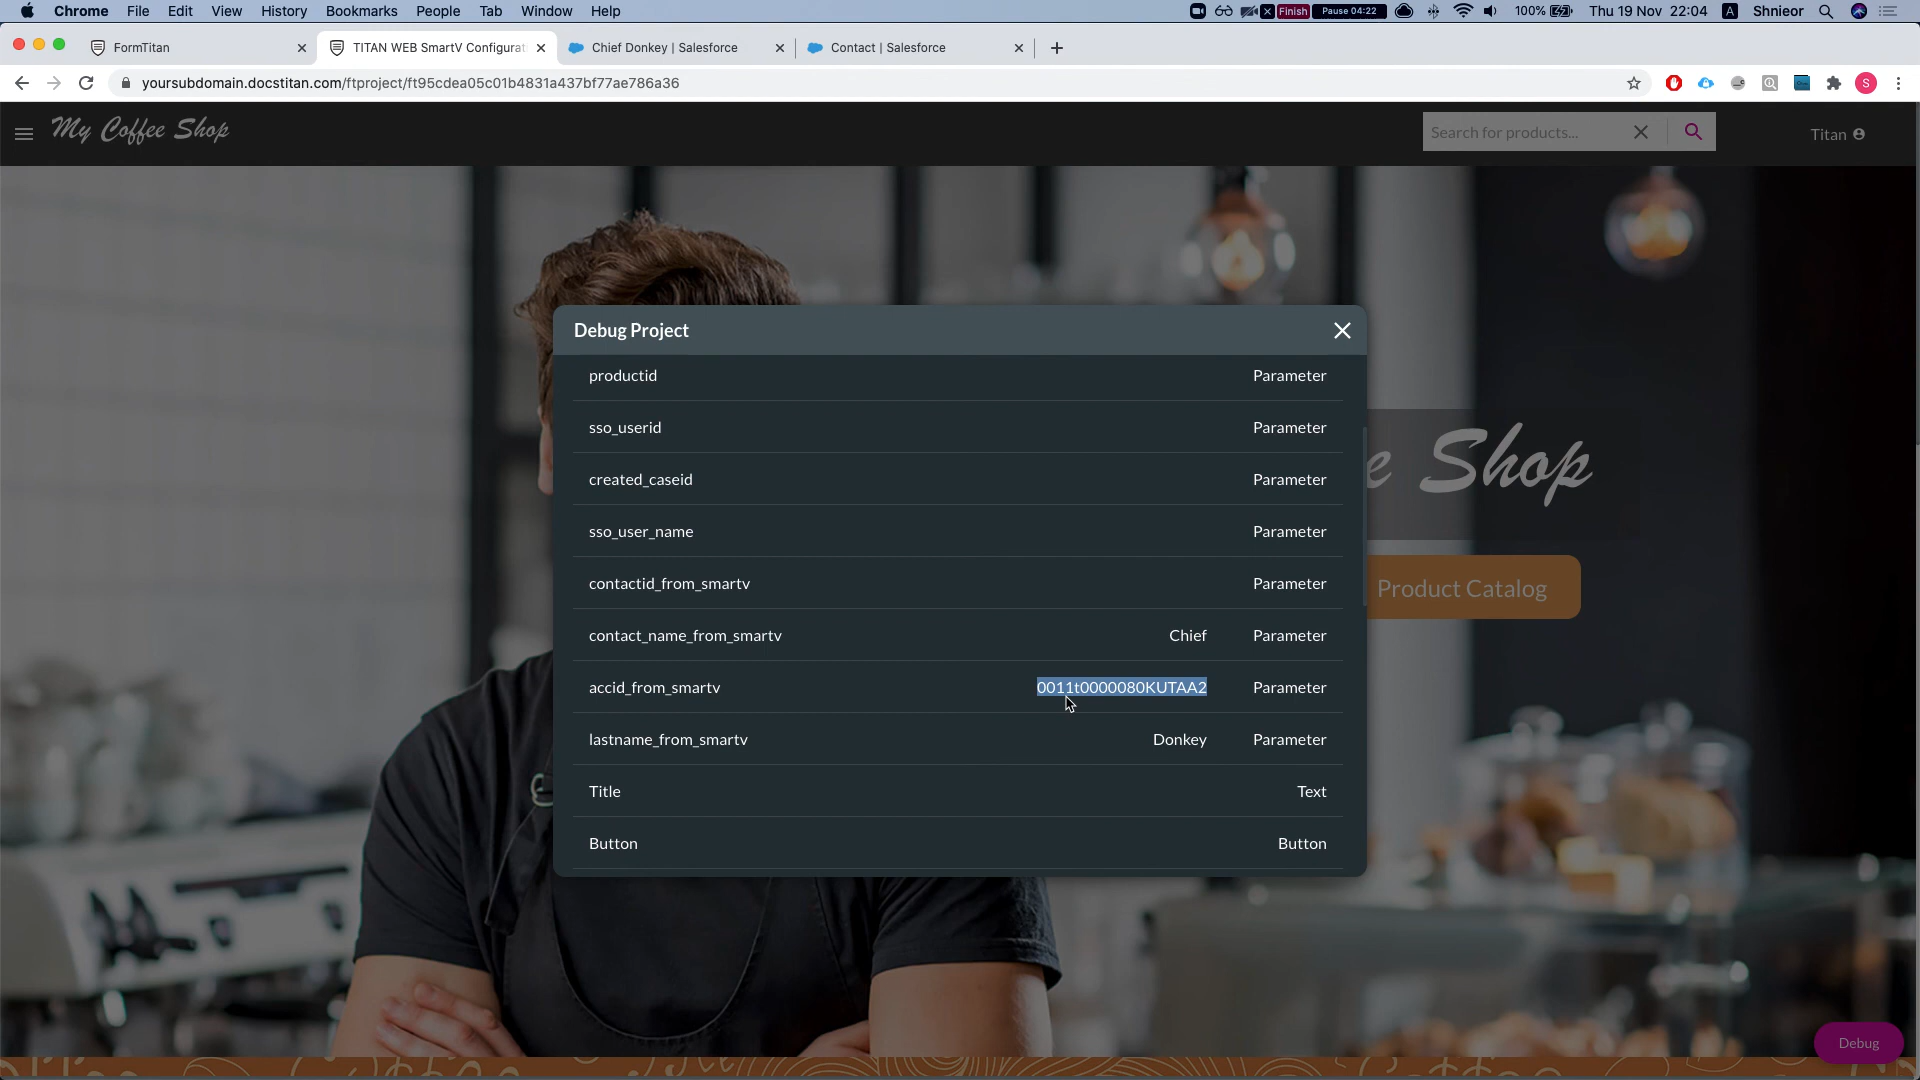 Chrome File Edit View History Bookmarks People Tab Window Help
Finish Pause 04:22 100% Thu 19 Nov 22:04 A Shnieor
FormTitan
TITAN WEB SmartV Configurat
Chief Donkey | Salesforce
Contact | Salesforce
yoursubdomain.docstitan.com/ftproject/ft95cdea05c01b4831a437bf77ae786a36
S
My Coffee Shop
Search for products...
Titan
Debug Project
productid Parameter
sso_userid Parameter
created_caseid Parameter
sso_user_name Parameter
contactid_from_smartv Parameter
contact_name_from_smartv Chief Parameter
accid_from_smartv 0011t0000080KUTAA2 Parameter
lastname_from_smartv Donkey Parameter
Title Text
Button Button
e Shop
Product Catalog
Debug